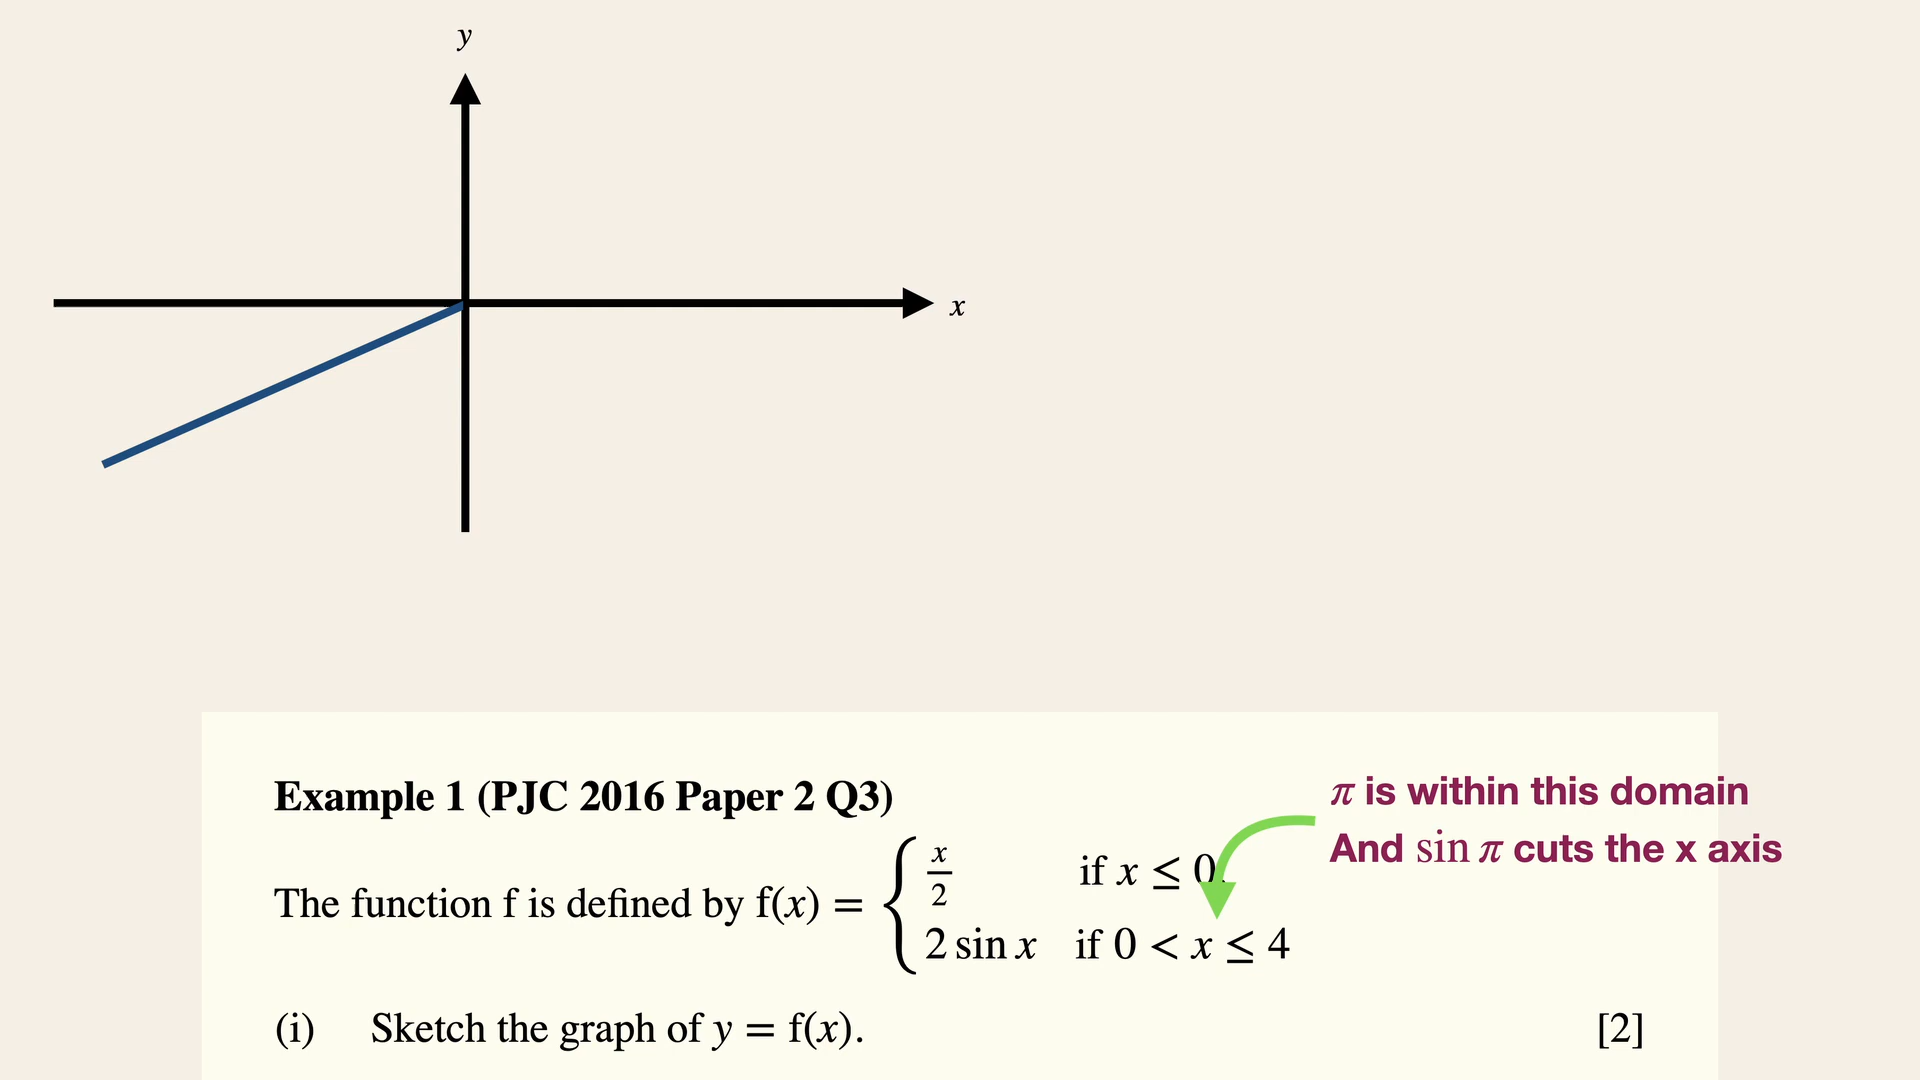 y
x
Example 1 (PJC 2016 Paper 2 Q3)
π is within this domain
And sin π cuts the x axis
The function f is defined by f(x) = { x/2 if x ≤ 0,
2 sin x if 0 < x ≤ 4
(i) Sketch the graph of y = f(x). [2]